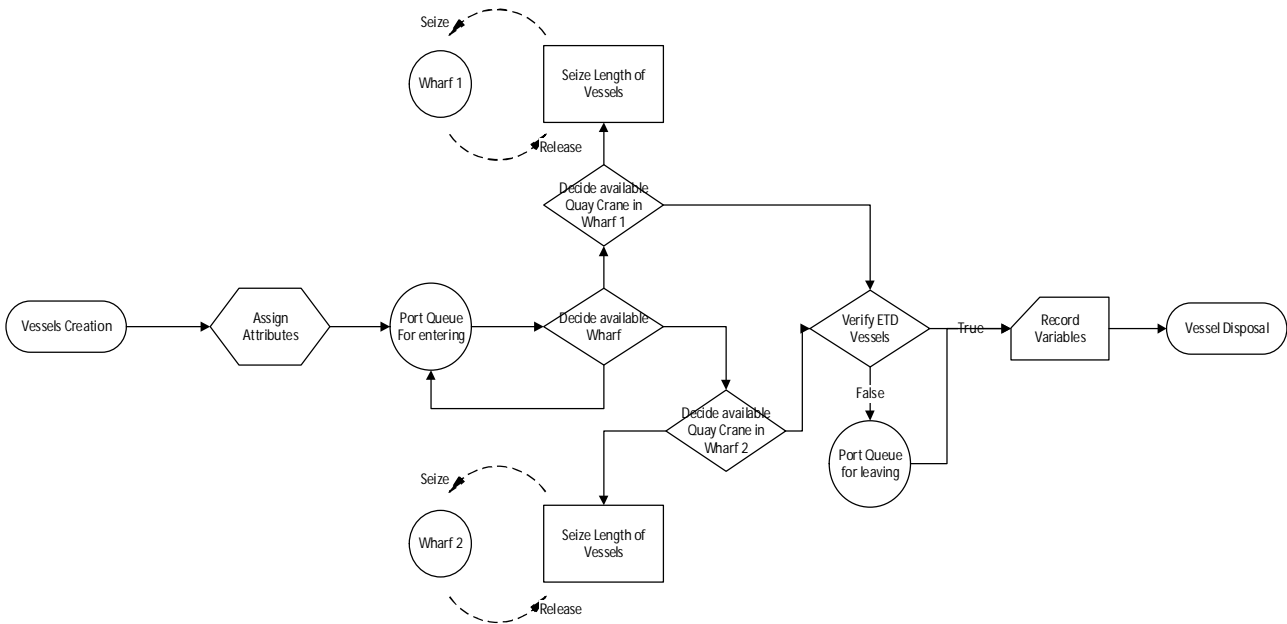 Seize
Wharf 1
Seize Length of
Vessels
Release
Decide available
Quay Crane in
Wharf 1
Vessels Creation
Assign
Attributes
Port Queue
For entering
Decide available
Wharf
Verify ETD
Vessels
True
Record
Variables
Vessel Disposal
False
Decide available
Quay Crane in
Wharf 2
Port Queue
for leaving
Seize
Wharf 2
Seize Length of
Vessels
Release